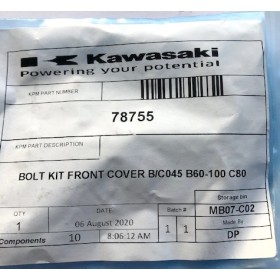 Kawasaki
Powering your potential
KPM PART NUMBER
78755
KPM PART DESCRIPTION
BOLT KIT FRONT COVER B/C045 B60-100 C80
Storage bin
MB07-C02
QTY DATE Batch # Made By
1 06 August 2020 1 1 DP
Components 10 8:06:12 AM